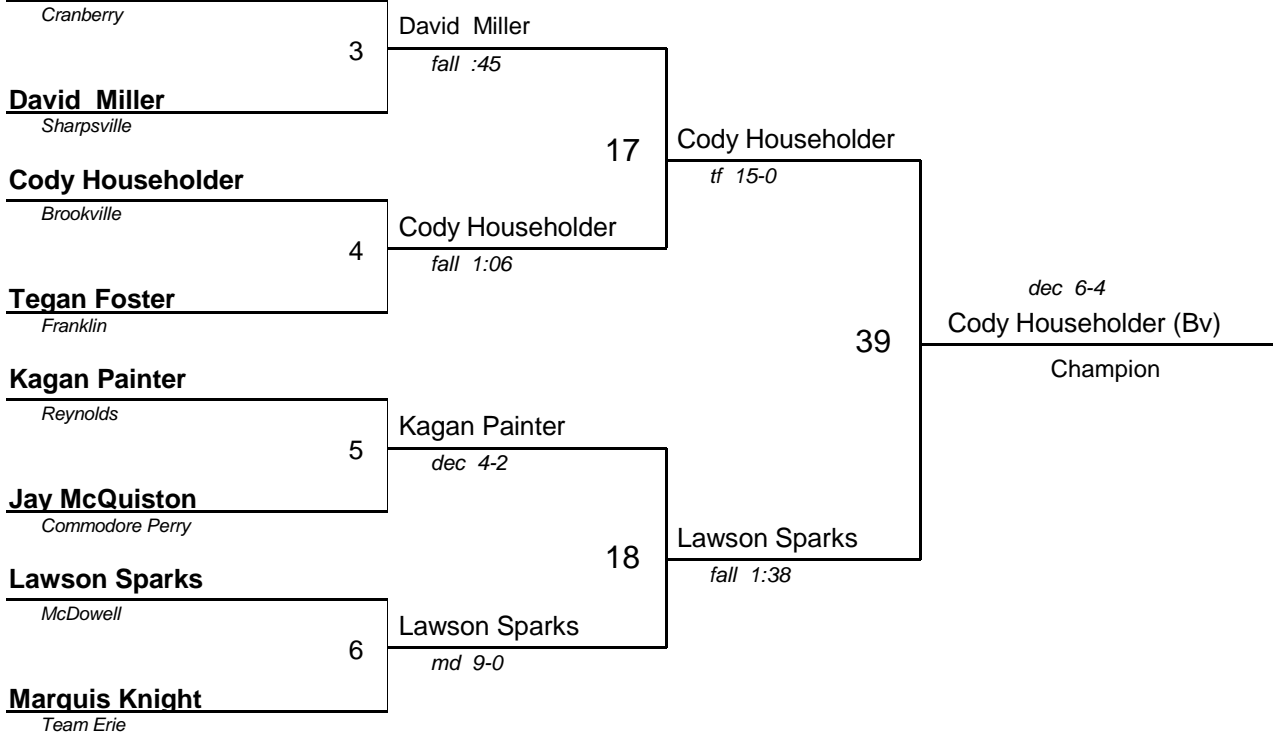 Cranberry
David Miller
3
fall :45
David Miller
Sharpsville
17
Cody Householder
tf 15-0
Cody Householder
Brookville
Cody Householder
4
fall 1:06
Tegan Foster
Franklin
dec 6-4
Cody Householder (Bv)
39
Champion
Kagan Painter
Reynolds
Kagan Painter
5
dec 4-2
Jay McQuiston
Commodore Perry
18
Lawson Sparks
fall 1:38
Lawson Sparks
McDowell
Lawson Sparks
6
md 9-0
Marquis Knight
Team Erie